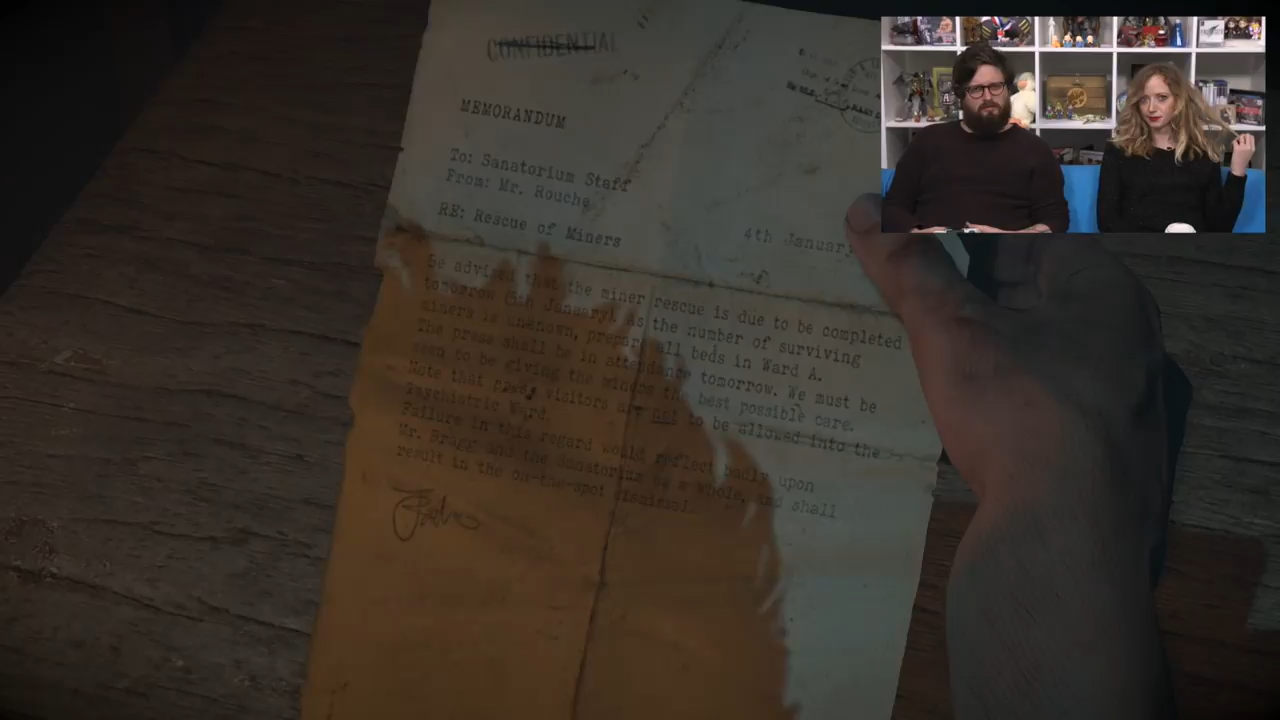 CONFIDENTIAL
MEMORANDUM
To: Sanatorium Staff
From: Mr. Rouche
RE: Rescue of Miners
4th January
Be advised that the miner rescue is due to be completed
tomorrow (5th January). As the number of surviving
miners is unknown, prepare all beds in Ward A.
The press shall be in attendance tomorrow. We must be
seen to be giving the miners the best possible care.
Note that press visitors are not to be allowed into the
Psychiatric Ward.
Failure in this regard would reflect badly upon
Mr. Bragg and the Sanatorium as a whole, and shall
result in the on-the-spot dismissal.